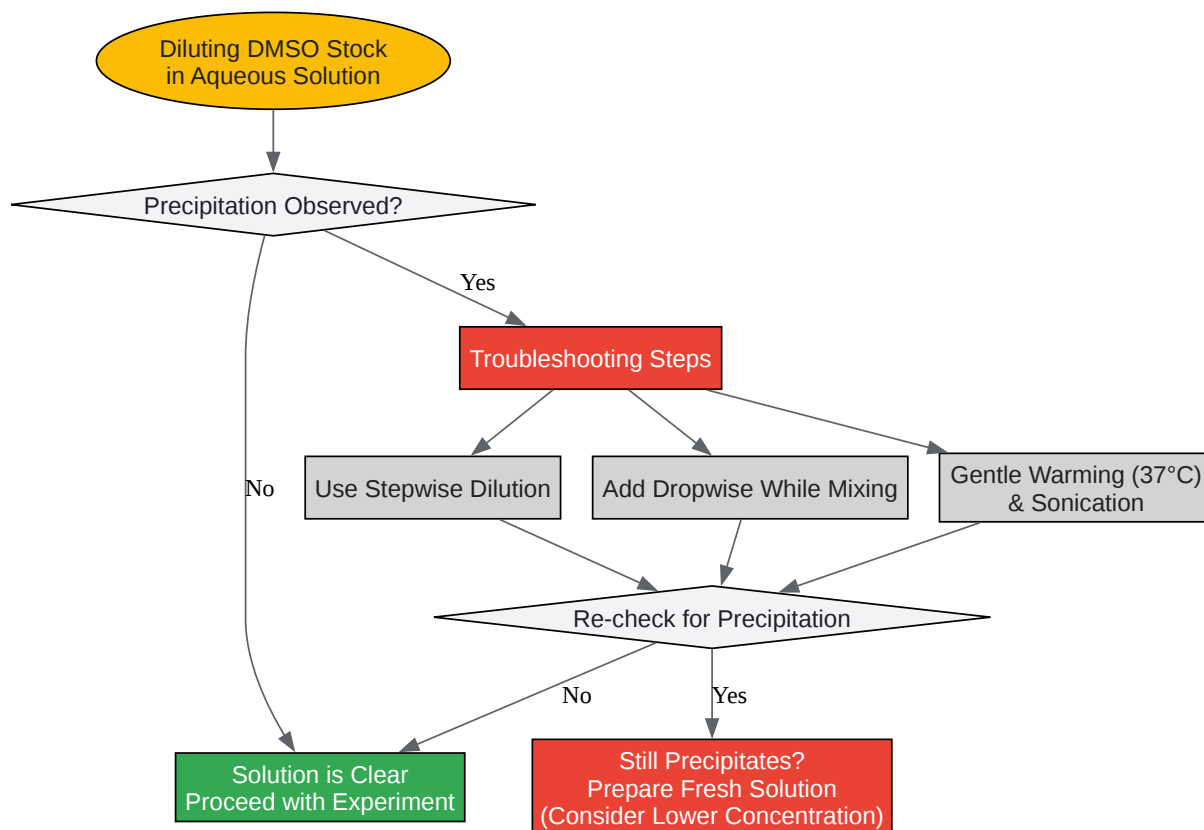 Diluting DMSO Stock
in Aqueous Solution
Precipitation Observed?
Yes
Troubleshooting Steps
No
Use Stepwise Dilution
Add Dropwise While Mixing
Gentle Warming (37°C)
& Sonication
Re-check for Precipitation
No
Yes
Solution is Clear
Proceed with Experiment
Still Precipitates?
Prepare Fresh Solution
(Consider Lower Concentration)